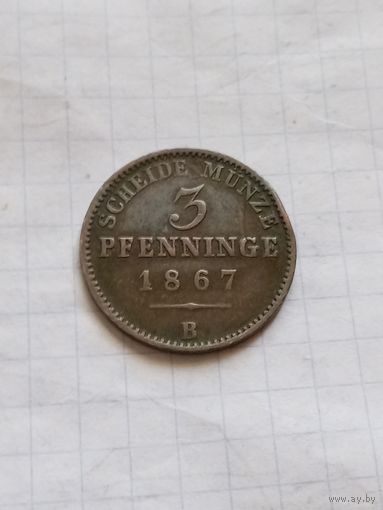 SCHEIDE MÜNZE
3
PFENNINGE
1867
B
www.ay.by